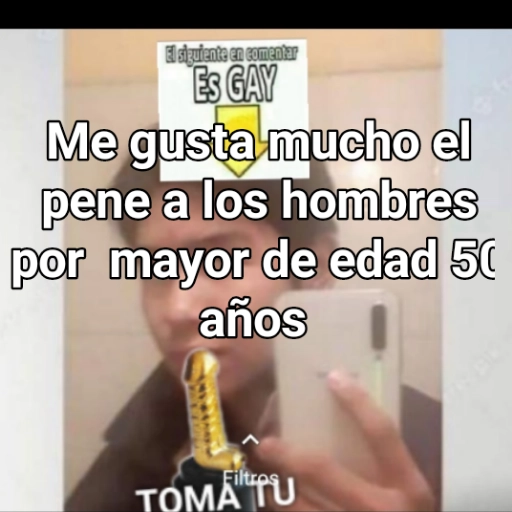 El siguiente en comentar
Es GAY
Me gusta mucho el
pene a los hombres
por mayor de edad 50
años
Filtros
TOMA TU